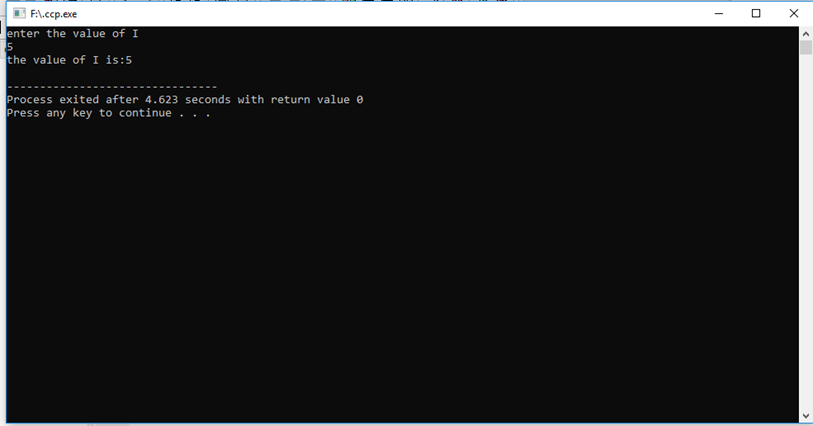 F:\.ccp.exe
enter the value of I
5
the value of I is:5
--------------------------------
Process exited after 4.623 seconds with return value 0
Press any key to continue . . .